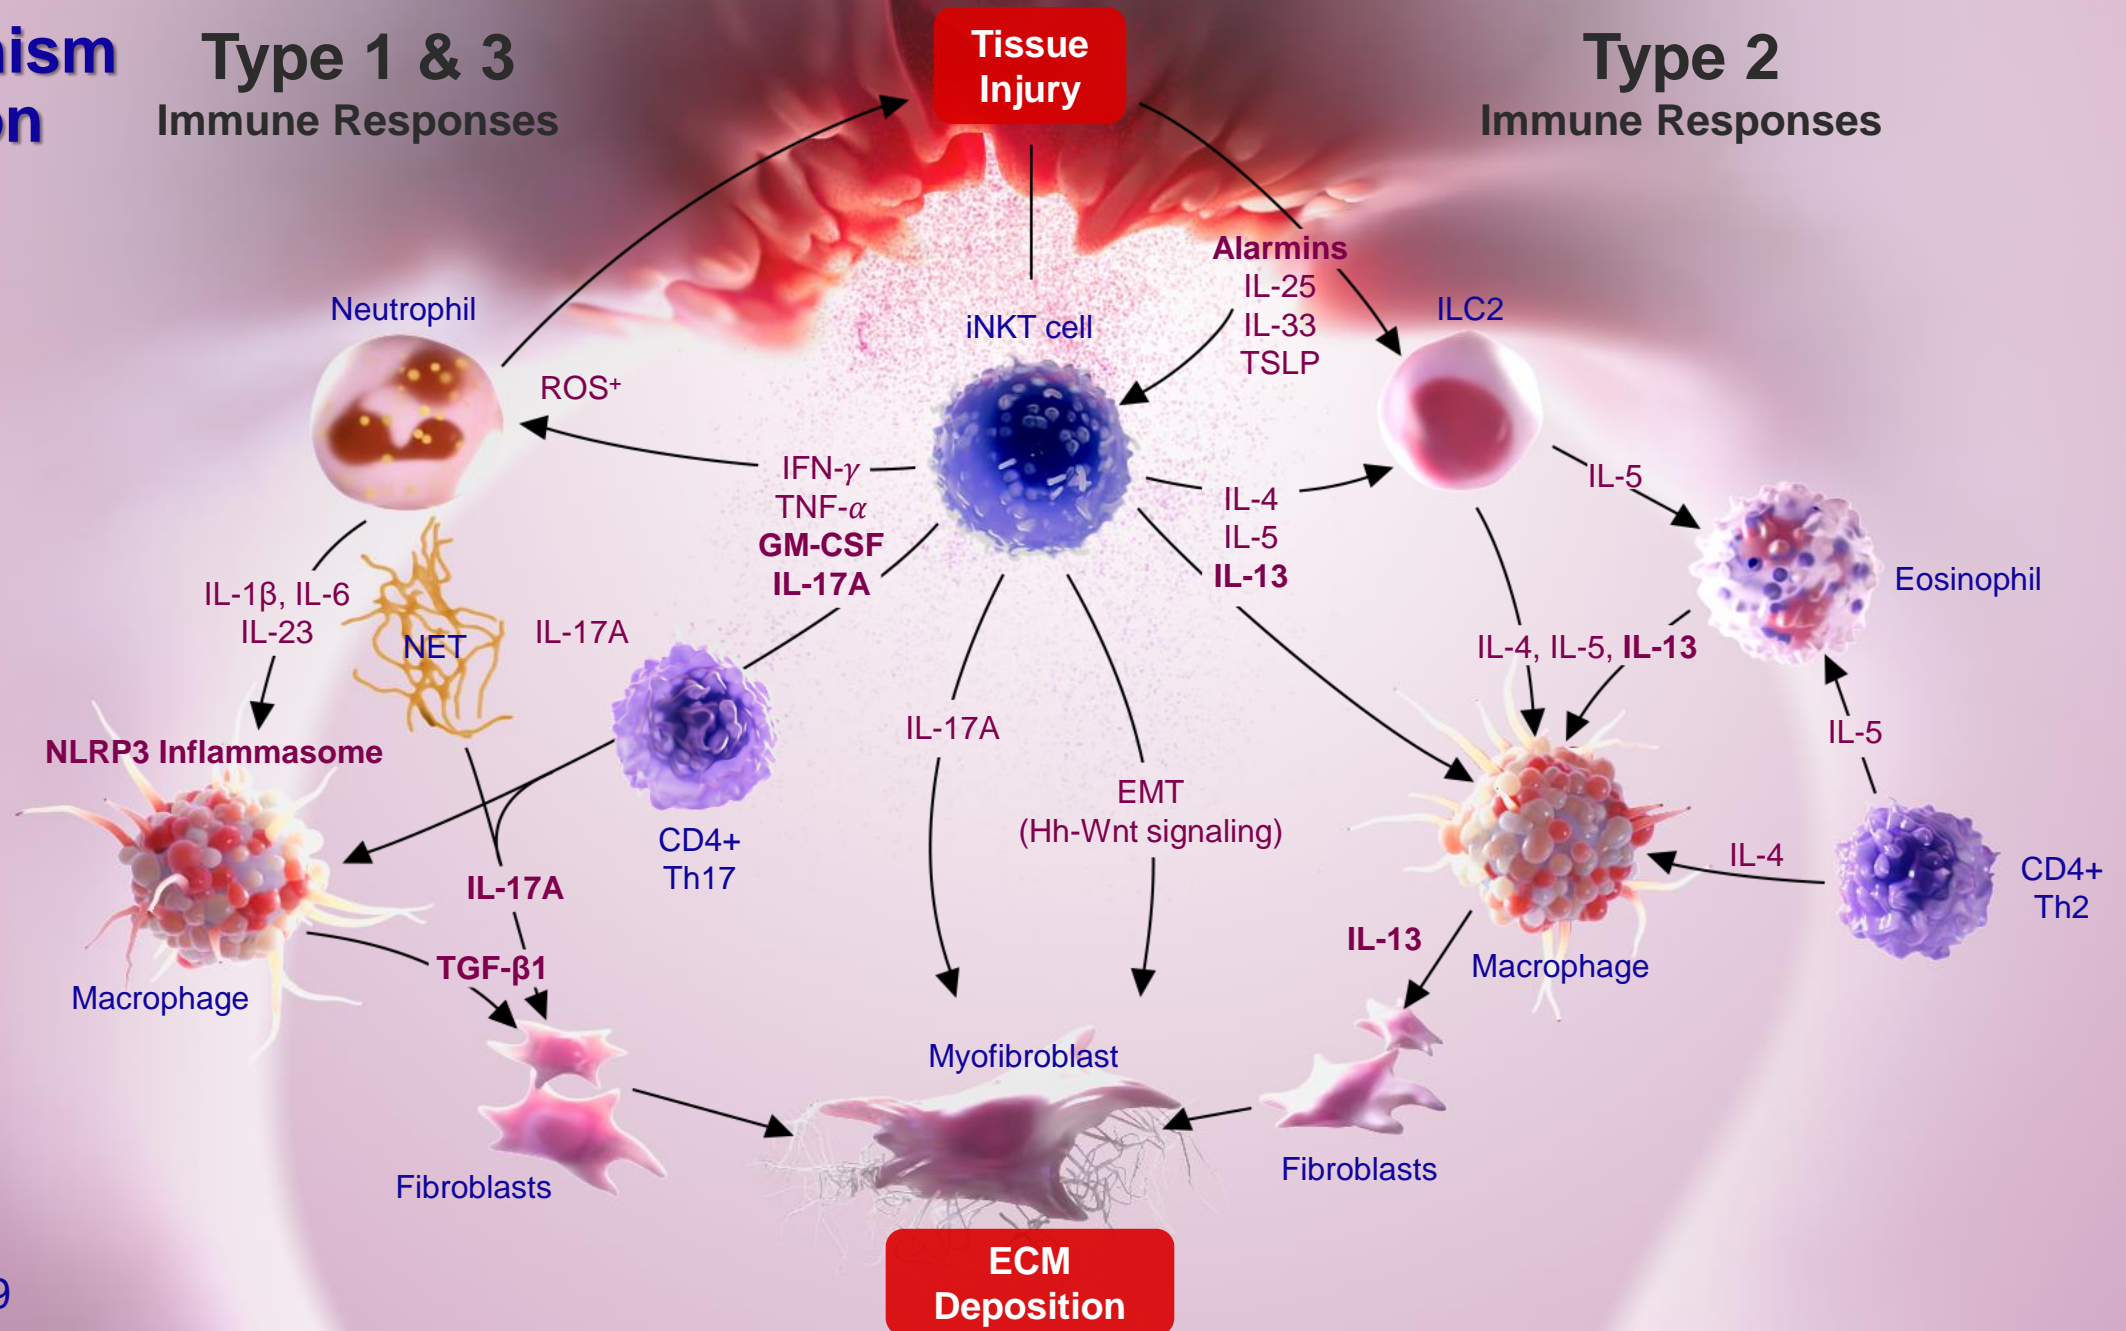 Type 1 & 3
Immune Responses
Tissue
Injury
Type 2
Immune Responses
Alarmins
IL-25
IL-33
TSLP
Neutrophil
iNKT cell
ILC2
ROS⁺
IFN-γ
TNF-α
GM-CSF
IL-17A
IL-4
IL-5
IL-13
IL-5
Eosinophil
IL-1β, IL-6
IL-23
NET
IL-17A
IL-4, IL-5, IL-13
NLRP3 Inflammasome
IL-17A
IL-5
EMT
(Hh-Wnt signaling)
CD4+
Th17
IL-4
CD4+
Th2
IL-17A
TGF-β1
IL-13
Macrophage
Macrophage
Myofibroblast
Fibroblasts
Fibroblasts
ECM
Deposition
9